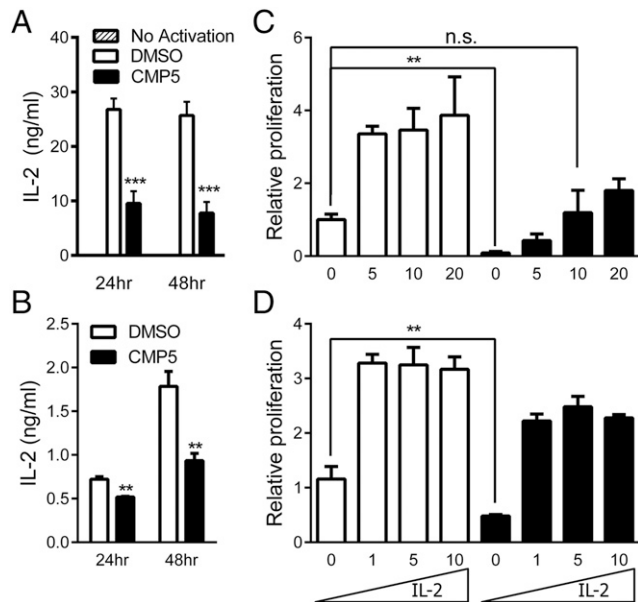 A
No Activation
DMSO
CMP5
IL-2 (ng/ml)
40
30
20
10
0
***
***
24hr
48hr
B
DMSO
CMP5
IL-2 (ng/ml)
2.5
2.0
1.5
1.0
0.5
0.0
**
**
24hr
48hr
C
n.s.
**
Relative proliferation
6
4
2
0
0 5 10 20 0 5 10 20
D
**
Relative proliferation
4
3
2
1
0
0 1 5 10 0 1 5 10
IL-2 IL-2